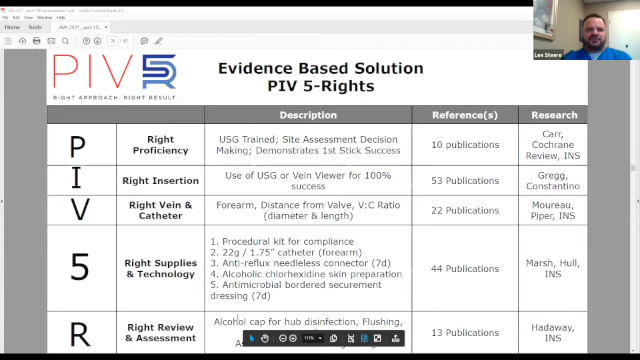 Home
Tools
Lee Steere
PIV 5R
RIGHT APPROACH. RIGHT RESULT.
Evidence Based Solution
PIV 5-Rights
Description
Reference(s)
Research
P
Right
Proficiency
USG Trained; Site Assessment Decision
Making; Demonstrates 1st Stick Success
10 publications
Carr,
Cochrane
Review, INS
I
Right Insertion
Use of USG or Vein Viewer for 100%
success
53 Publications
Gregg,
Constantino
V
Right Vein &
Catheter
Forearm, Distance from Valve, V:C Ratio
(diameter & length)
22 Publications
Moureau,
Piper, INS
5
Right Supplies
& Technology
1. Procedural kit for compliance
2. 22g / 1.75" catheter (forearm)
3. Anti-reflux needleless connector (7d)
4. Alcoholic chlorhexidine skin preparation
5. Antimicrobial bordered securement
dressing (7d)
44 Publications
Marsh, Hull,
INS
R
Right Review
& Assessment
Alcohol cap for hub disinfection, Flushing,
13 Publications
Hadaway,
INS